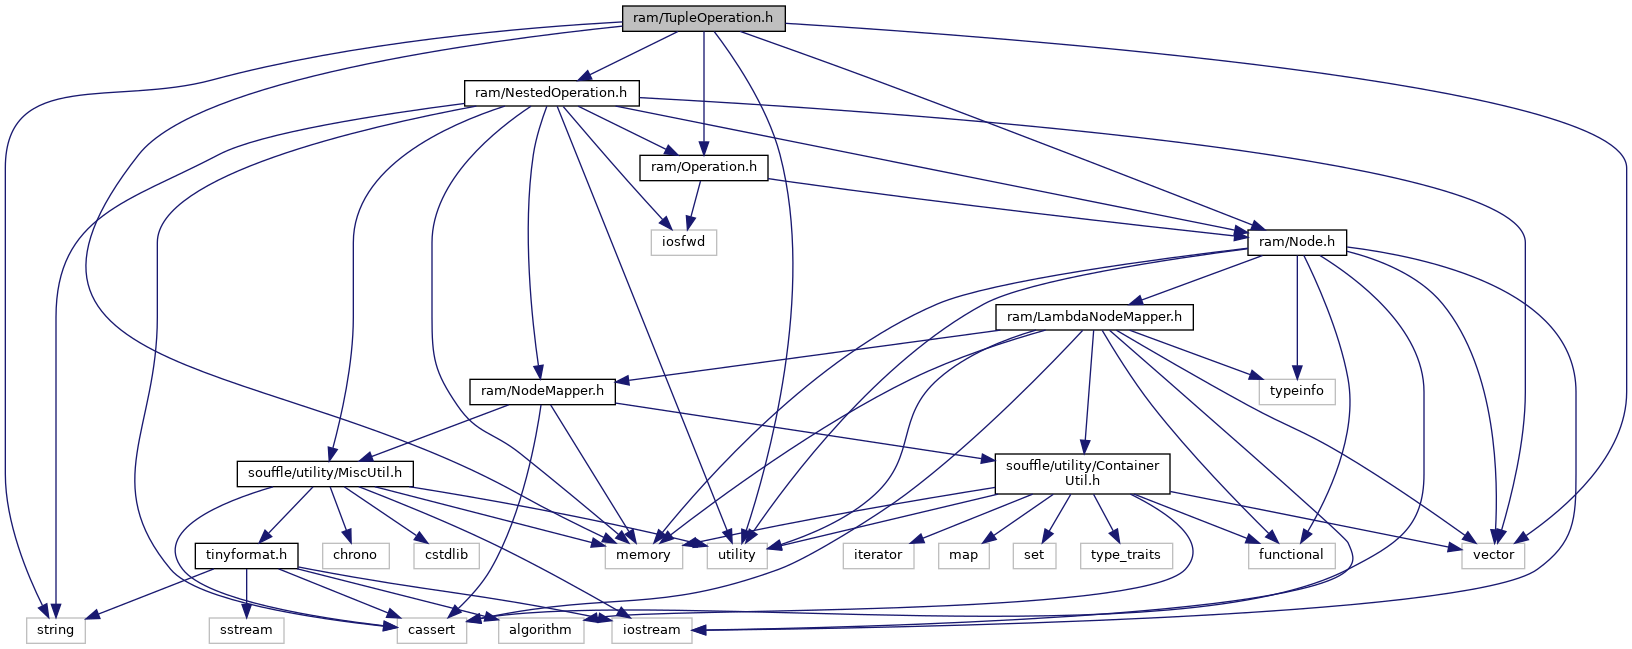 ram/TupleOperation.h
ram/NestedOperation.h
ram/Operation.h
iosfwd
ram/Node.h
ram/LambdaNodeMapper.h
ram/NodeMapper.h
typeinfo
souffle/utility/MiscUtil.h
souffle/utility/Container
Util.h
tinyformat.h
chrono
cstdlib
memory
utility
iterator
map
set
type_traits
functional
vector
string
sstream
cassert
algorithm
iostream